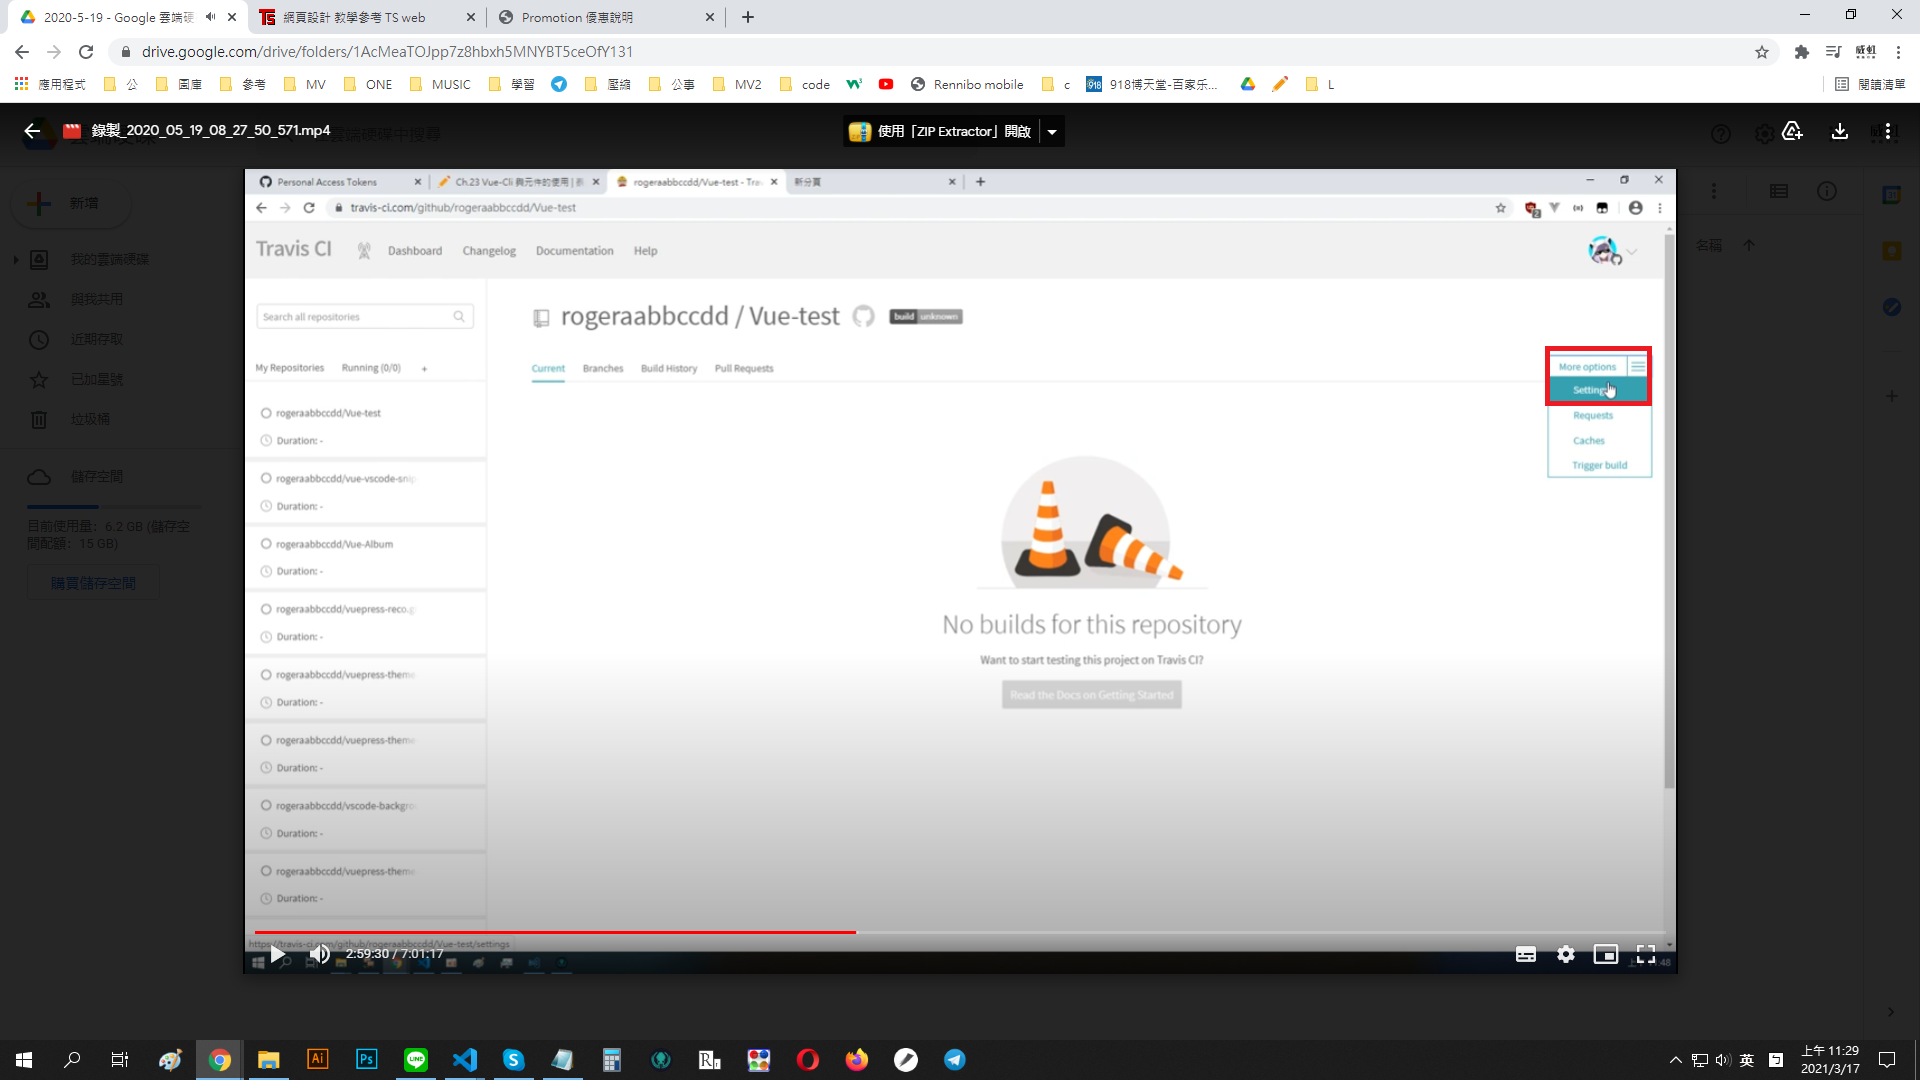 2020-5-19 - Google 雲端硬
網頁設計 教學參考 TS web
Promotion 優惠說明
drive.google.com/drive/folders/1AcMeaTOJpp7z8hbxh5MNYBT5ceOfY131
威虹
應用程式
公
圖庫
參考
MV
ONE
MUSIC
學習
壓縮
公事
MV2
code
Rennibo mobile
c
918博天堂-百家乐...
L
閱讀清單
錄製_2020_05_19_08_27_50_571.mp4
使用「ZIP Extractor」開啟
新增
我的雲端硬碟
與我共用
近期存取
已加星號
垃圾桶
儲存空間
目前使用量：6.2 GB (儲存空
間配額：15 GB)
購買儲存空間
名稱
Personal Access Tokens
Ch.23 Vue-Cli 與元件的使用 |
rogeraabbccdd/Vue-test - Tra
新分頁
travis-ci.com/github/rogeraabbccdd/Vue-test
Travis CI
Dashboard
Changelog
Documentation
Help
Search all repositories
rogeraabbccdd / Vue-test
build unknown
My Repositories
Running (0/0)
+
Current
Branches
Build History
Pull Requests
More options
Settings
Requests
Caches
Trigger build
rogeraabbccdd/Vue-test
Duration: -
rogeraabbccdd/vue-vscode-snip
Duration: -
rogeraabbccdd/Vue-Album
Duration: -
rogeraabbccdd/vuepress-reco.g
Duration: -
rogeraabbccdd/vuepress-theme
Duration: -
rogeraabbccdd/vuepress-theme
Duration: -
rogeraabbccdd/vscode-backgro
Duration: -
rogeraabbccdd/vuepress-theme
Duration: -
No builds for this repository
Want to start testing this project on Travis CI?
Read the Docs on Getting Started
https://travis-ci.com/github/rogeraabbccdd/Vue-test/settings
2:59:30 / 7:01:17
英
上午 11:29
2021/3/17